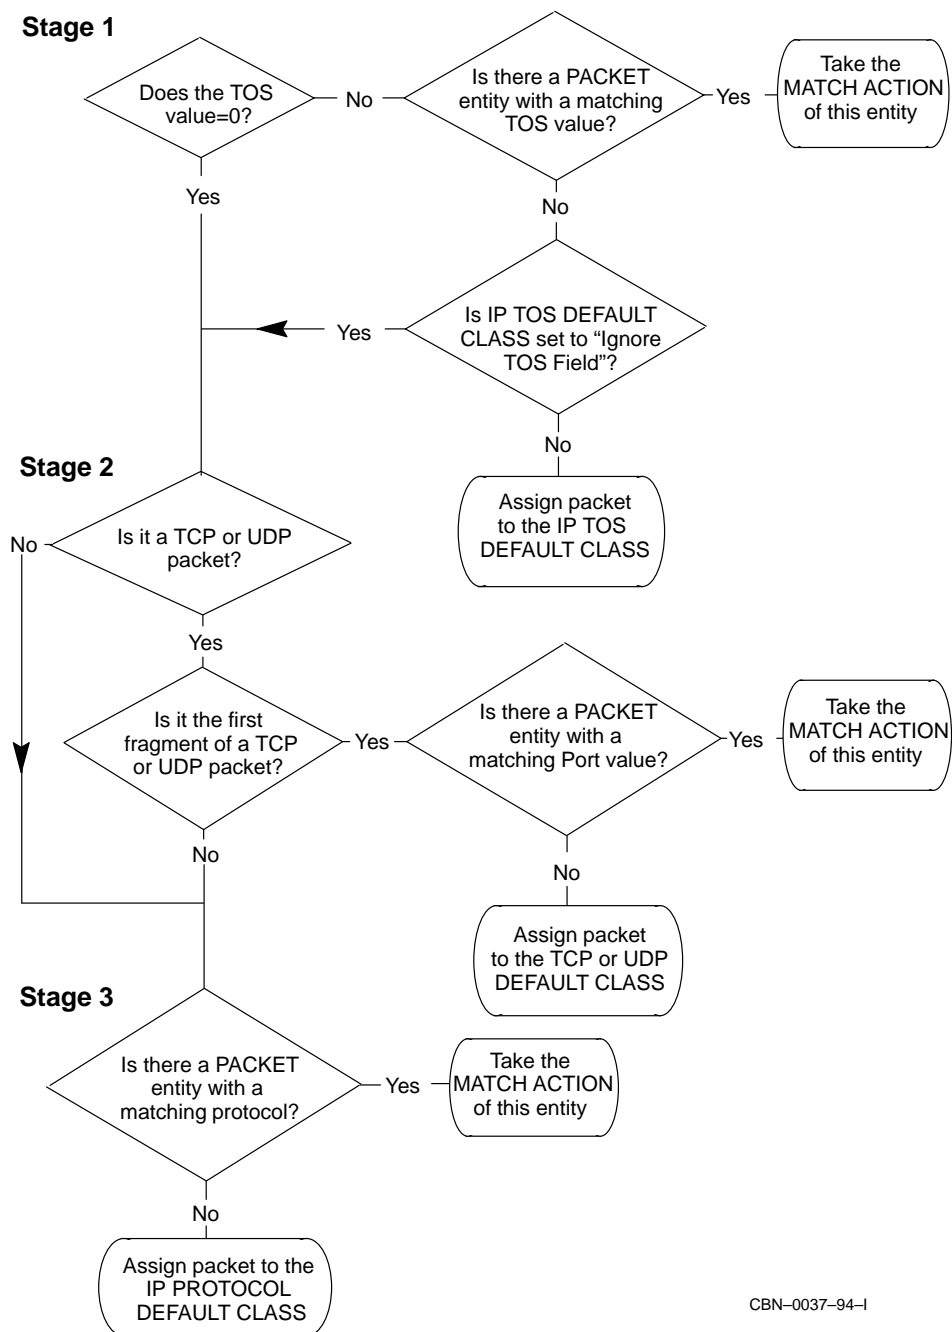 Stage 1
Does the TOS
value=0?
No
Is there a PACKET
entity with a matching
TOS value?
Yes
Take the
MATCH ACTION
of this entity
Yes
No
Is IP TOS DEFAULT
CLASS set to “Ignore
TOS Field”?
Yes
No
Assign packet
to the IP TOS
DEFAULT CLASS
Stage 2
Is it a TCP or UDP
packet?
No
Yes
Is it the first
fragment of a TCP
or UDP packet?
Yes
Is there a PACKET
entity with a
matching Port value?
Yes
Take the
MATCH ACTION
of this entity
No
No
Assign packet
to the TCP or UDP
DEFAULT CLASS
Stage 3
Is there a PACKET
entity with a
matching protocol?
Yes
Take the
MATCH ACTION
of this entity
No
Assign packet to the
IP PROTOCOL
DEFAULT CLASS
CBN–0037–94–I